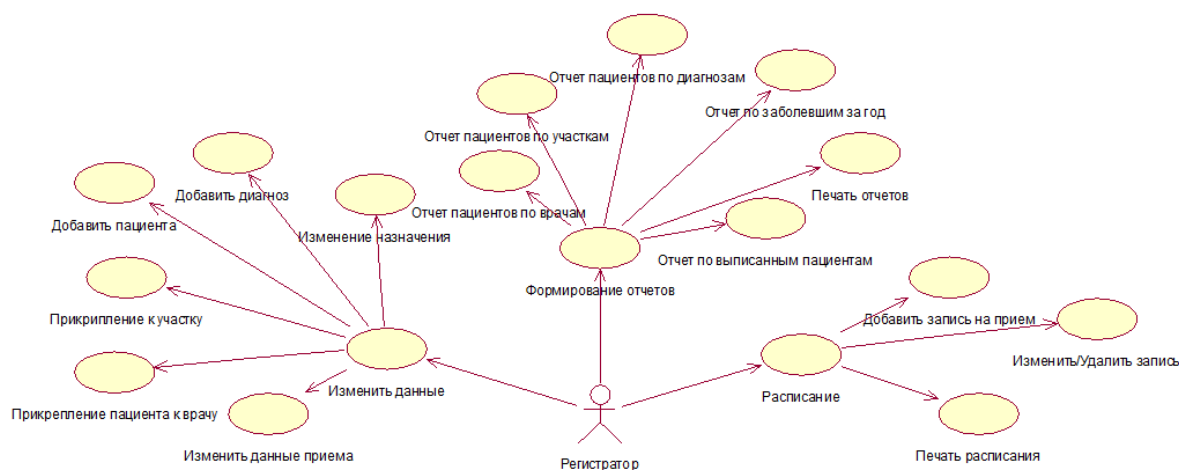 Отчет пациентов по диагнозам
Отчет по заболевшим за год
Отчет пациентов по участкам
Добавить диагноз
Печать отчетов
Отчет пациентов по врачам
Добавить пациента
Изменение назначения
Отчет по выписанным пациентам
Формирование отчетов
Прикрипление к участку
Добавить запись на прием
Изменить/Удалить запись
Изменить данные
Расписание
Прикрепление пациента к врачу
Изменить данные приема
Печать расписания
Регистратор